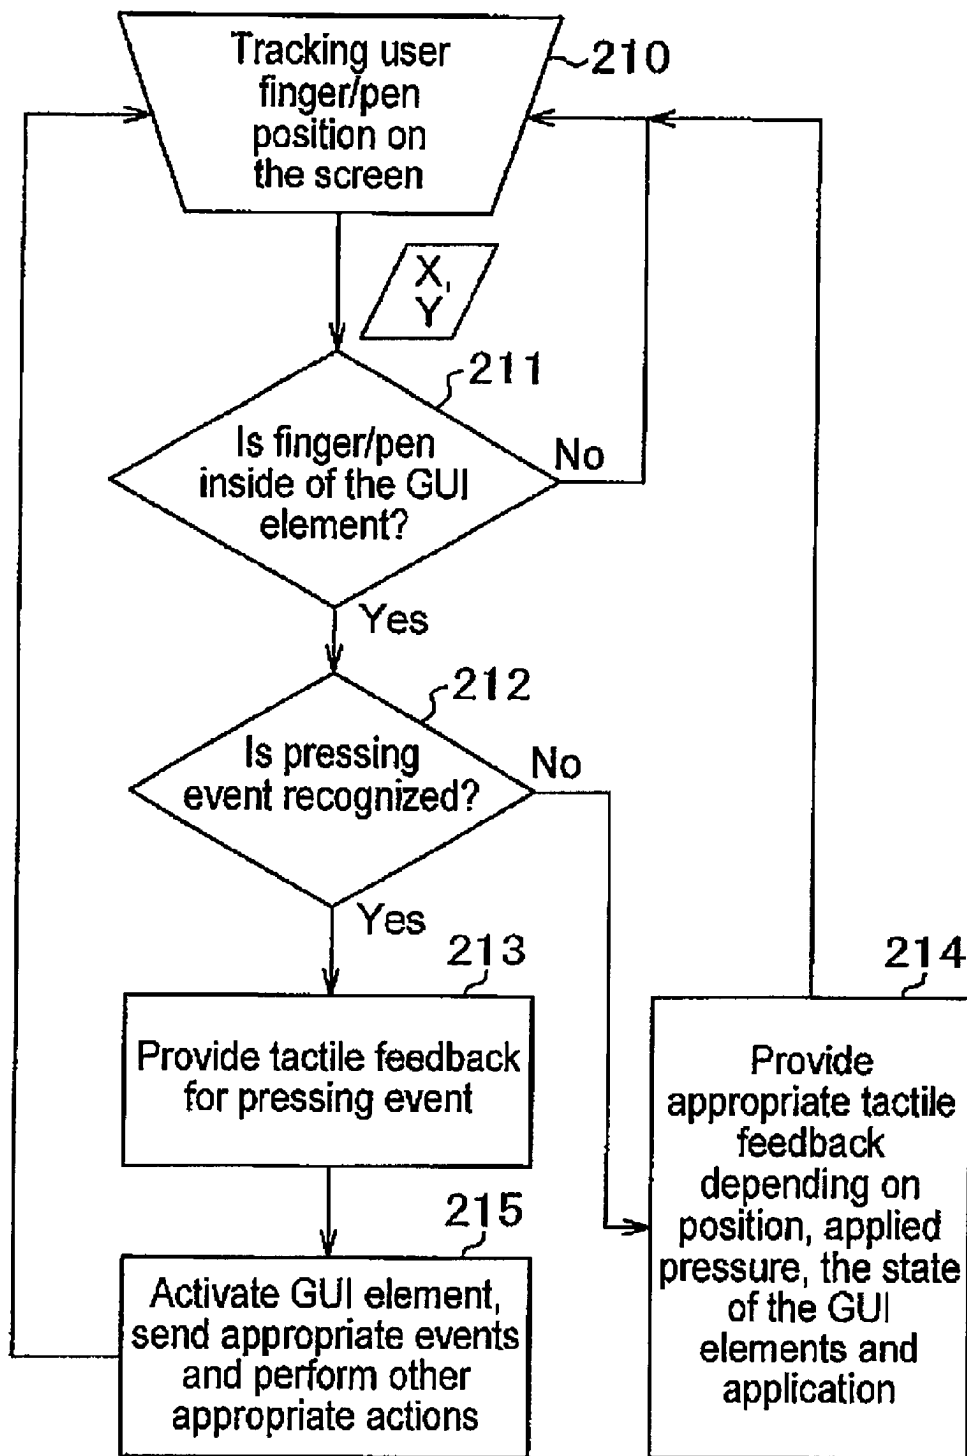 Tracking user
finger/pen
position on
the screen
210
X,
Y
211
Is finger/pen
inside of the GUI
element?
No
Yes
212
Is pressing
event recognized?
No
Yes
213
Provide tactile feedback
for pressing event
214
Provide
appropriate tactile
feedback
depending on
position, applied
pressure, the state
of the GUI
elements and
application
215
Activate GUI element,
send appropriate events
and perform other
appropriate actions